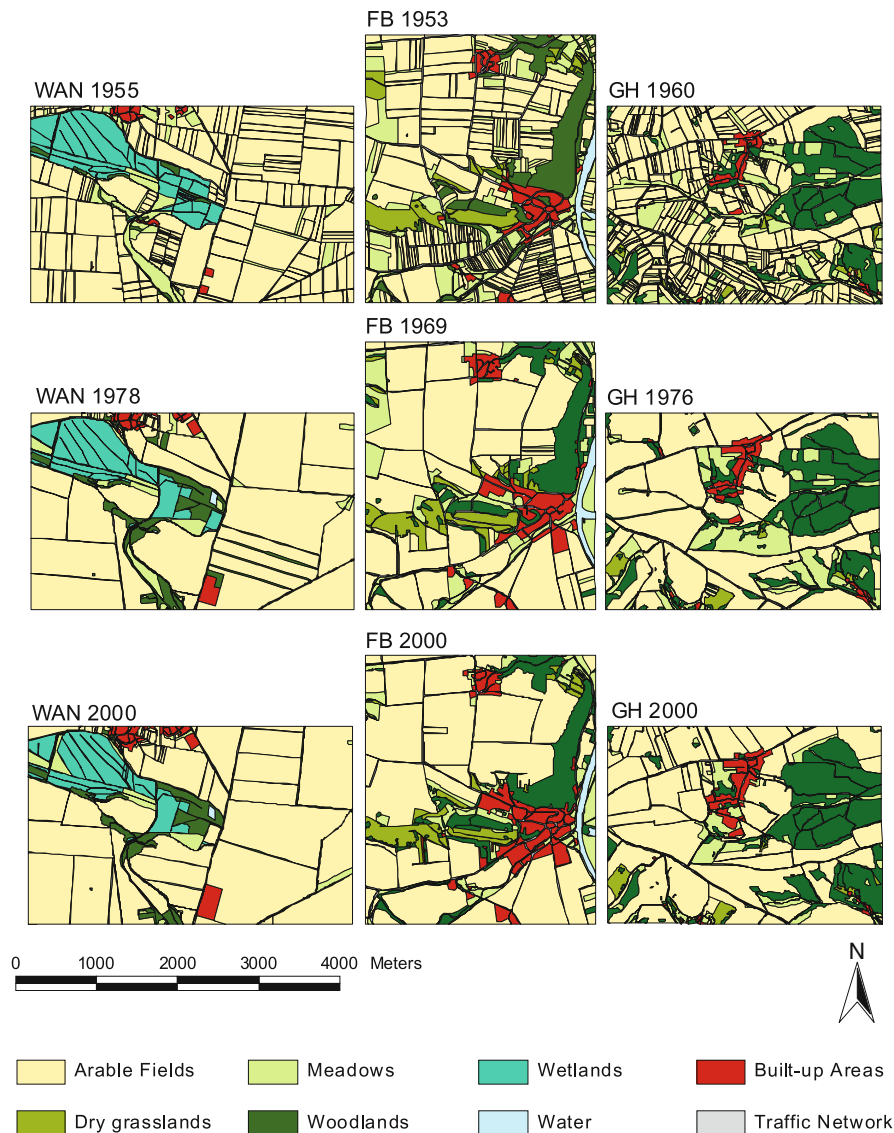 FB 1953
WAN 1955
GH 1960
FB 1969
WAN 1978
GH 1976
FB 2000
WAN 2000
GH 2000
0 1000 2000 3000 4000 Meters
N
Arable Fields
Meadows
Wetlands
Built-up Areas
Dry grasslands
Woodlands
Water
Traffic Network